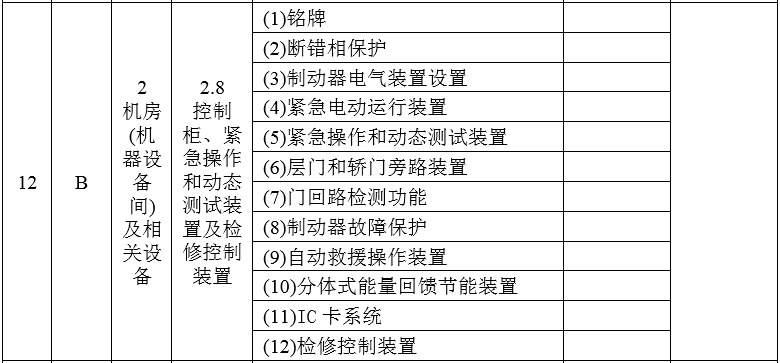 12
B
2
机房
(机
器设
备
间)
及相
关设
备
2.8
控制
柜、紧
急操作
和动态
测试装
置及检
修控制
装置
(1)铭牌
(2)断错相保护
(3)制动器电气装置设置
(4)紧急电动运行装置
(5)紧急操作和动态测试装置
(6)层门和轿门旁路装置
(7)门回路检测功能
(8)制动器故障保护
(9)自动救援操作装置
(10)分体式能量回馈节能装置
(11)IC 卡系统
(12)检修控制装置